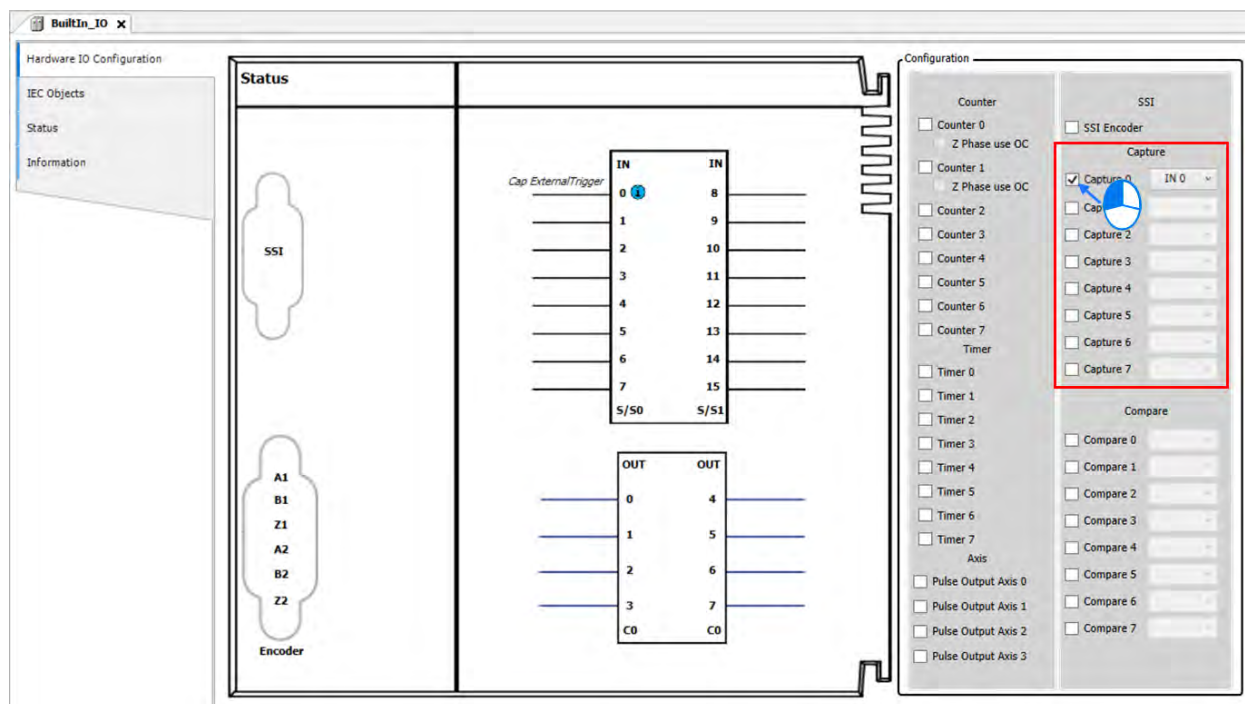 BuiltIn_IO x
Hardware IO Configuration
IEC Objects
Status
Information
Status
SSI
A1
B1
Z1
A2
B2
Z2
Encoder
Cap ExternalTrigger
IN IN
0 1 8
1 9
2 10
3 11
4 12
5 13
6 14
7 15
S/S0 S/S1
OUT OUT
0 4
1 5
2 6
3 7
C0 C0
Configuration
Counter
Counter 0
Z Phase use OC
Counter 1
Z Phase use OC
Counter 2
Counter 3
Counter 4
Counter 5
Counter 6
Counter 7
Timer
Timer 0
Timer 1
Timer 2
Timer 3
Timer 4
Timer 5
Timer 6
Timer 7
Axis
Pulse Output Axis 0
Pulse Output Axis 1
Pulse Output Axis 2
Pulse Output Axis 3
SSI
SSI Encoder
Capture
Capture 0 IN 0
Capture 2
Capture 3
Capture 4
Capture 5
Capture 6
Capture 7
Compare
Compare 0
Compare 1
Compare 2
Compare 3
Compare 4
Compare 5
Compare 6
Compare 7